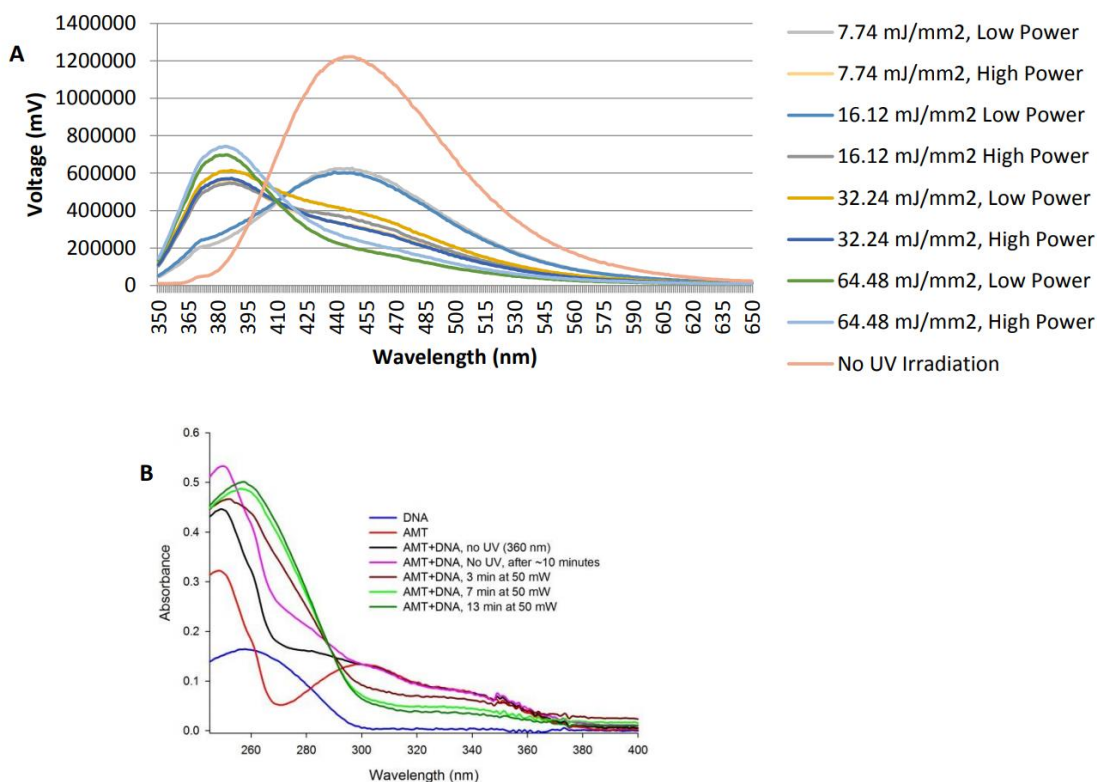 A
Voltage (mV)
1400000
1200000
1000000
800000
600000
400000
200000
0
350
365
380
395
410
425
440
455
470
485
500
515
530
545
560
575
590
605
620
635
650
Wavelength (nm)
7.74 mJ/mm2, Low Power
7.74 mJ/mm2, High Power
16.12 mJ/mm2 Low Power
16.12 mJ/mm2 High Power
32.24 mJ/mm2, Low Power
32.24 mJ/mm2, High Power
64.48 mJ/mm2, Low Power
64.48 mJ/mm2, High Power
No UV Irradiation
B
Absorbance
0.6
0.5
0.4
0.3
0.2
0.1
0.0
DNA
AMT
AMT+DNA, no UV (360 nm)
AMT+DNA, No UV, after ~10 minutes
AMT+DNA, 3 min at 50 mW
AMT+DNA, 7 min at 50 mW
AMT+DNA, 13 min at 50 mW
260
280
300
320
340
360
380
400
Wavelength (nm)